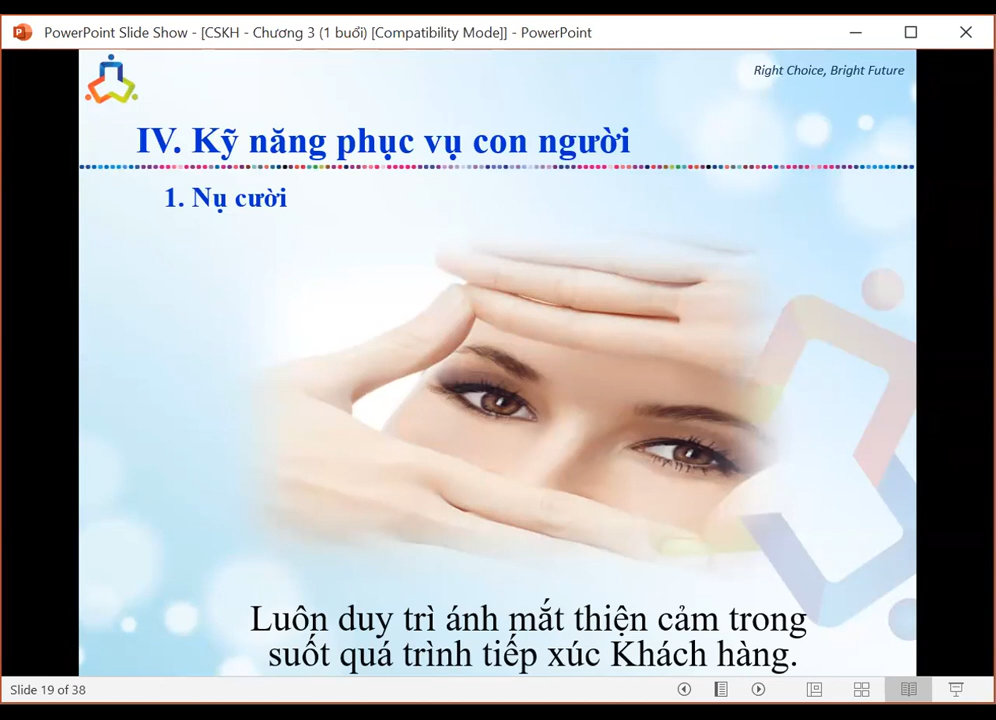 PowerPoint Slide Show - [CSKH - Chương 3 (1 buổi) [Compatibility Mode]] - PowerPoint
Right Choice, Bright Future
IV. Kỹ năng phục vụ con người
1. Nụ cười
Luôn duy trì ánh mắt thiện cảm trong
suốt quá trình tiếp xúc Khách hàng.
Slide 19 of 38